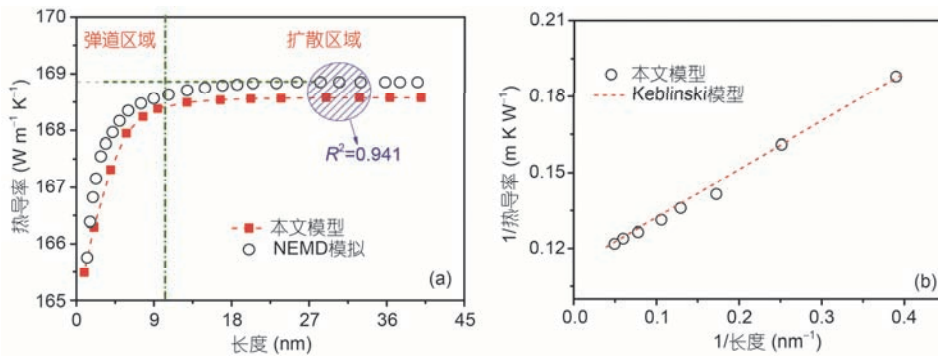 170
169
168
167
166
165
热导率 (W m⁻¹ K⁻¹)
弹道区域
扩散区域
R²=0.941
本文模型
NEMD模拟
(a)
0 9 18 27 36 45
长度 (nm)
0.21
0.18
0.15
0.12
1/热导率 (m K W⁻¹)
本文模型
Keblinski模型
(b)
0.0 0.1 0.2 0.3 0.4
1/长度 (nm⁻¹)